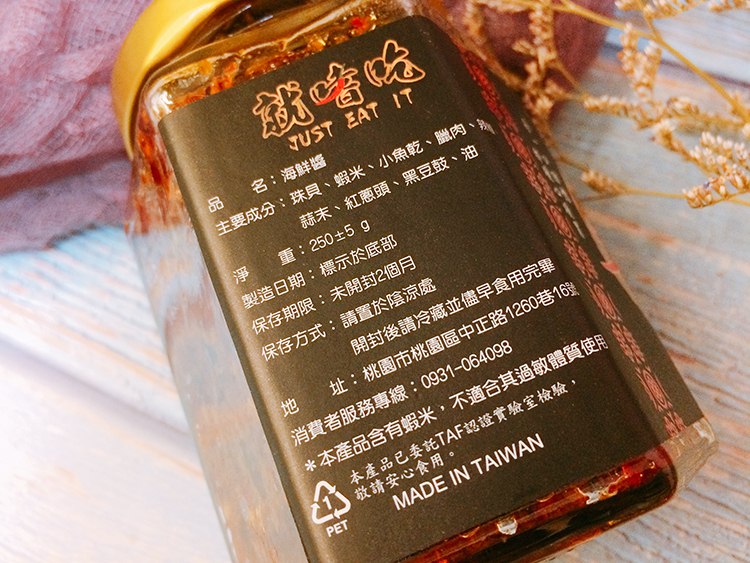 就暏吃
JUST EAT IT
品 名：海鮮醬
主要成分：珠貝、蝦米、小魚乾、臘肉、辣
蒜末、紅蔥頭、黑豆鼓、油
淨 重：250±5 g
製造日期：標示於底部
保存期限：未開封2個月
保存方式：請置於陰涼處
開封後請冷藏並儘早食用完畢
地 址：桃園市桃園區中正路1260巷16號
消費者服務專線：0931-064098
*本產品含有蝦米，不適合其過敏體質使用
本產品已委託TAF認證實驗室檢驗，
敬請安心食用。
MADE IN TAIWAN
1
PET